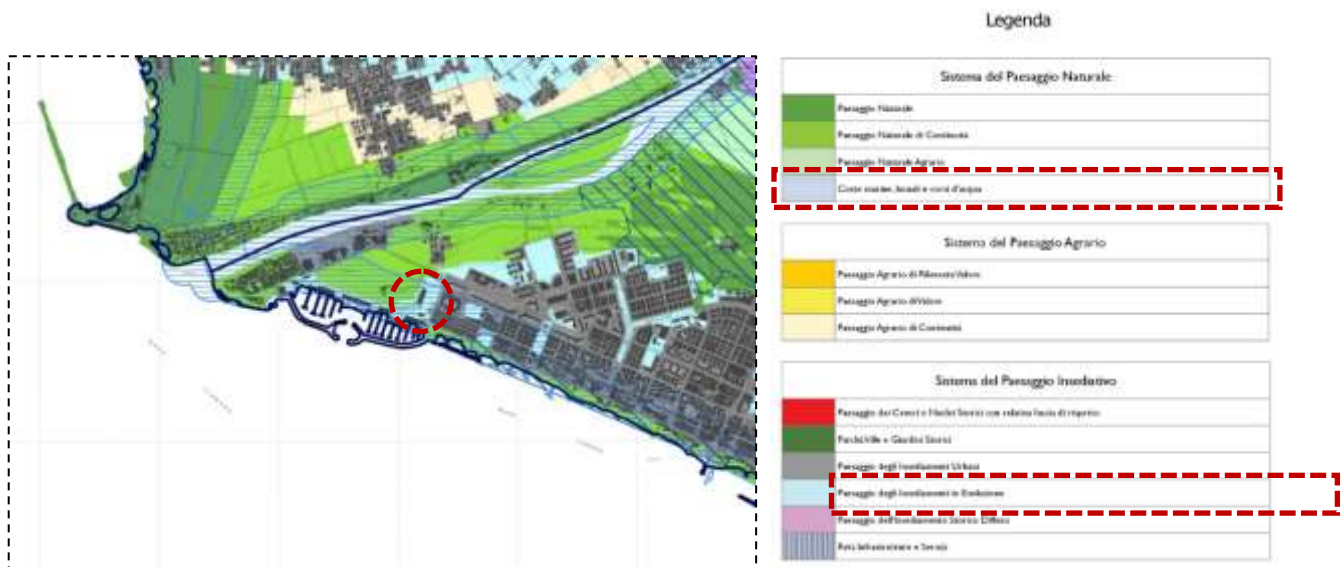 Legenda
Sistema del Paesaggio Naturale
Paesaggio Naturale
Paesaggio Naturale di Continuità
Paesaggio Naturale Agrario
Coste marine, lacuali e corsi d'acqua
Sistema del Paesaggio Agrario
Paesaggio Agrario di Rilevante Valore
Paesaggio Agrario di Valore
Paesaggio Agrario di Continuità
Sistema del Paesaggio Insediativo
Paesaggio dei Centri e Nuclei Storici con relativa fascia di rispetto
Parchi, Ville e Giardini Storici
Paesaggio degli Insediamenti Urbani
Paesaggio degli Insediamenti in Evoluzione
Paesaggio dell'Insediamento Storico Diffuso
Reti, Infrastrutture e Servizi